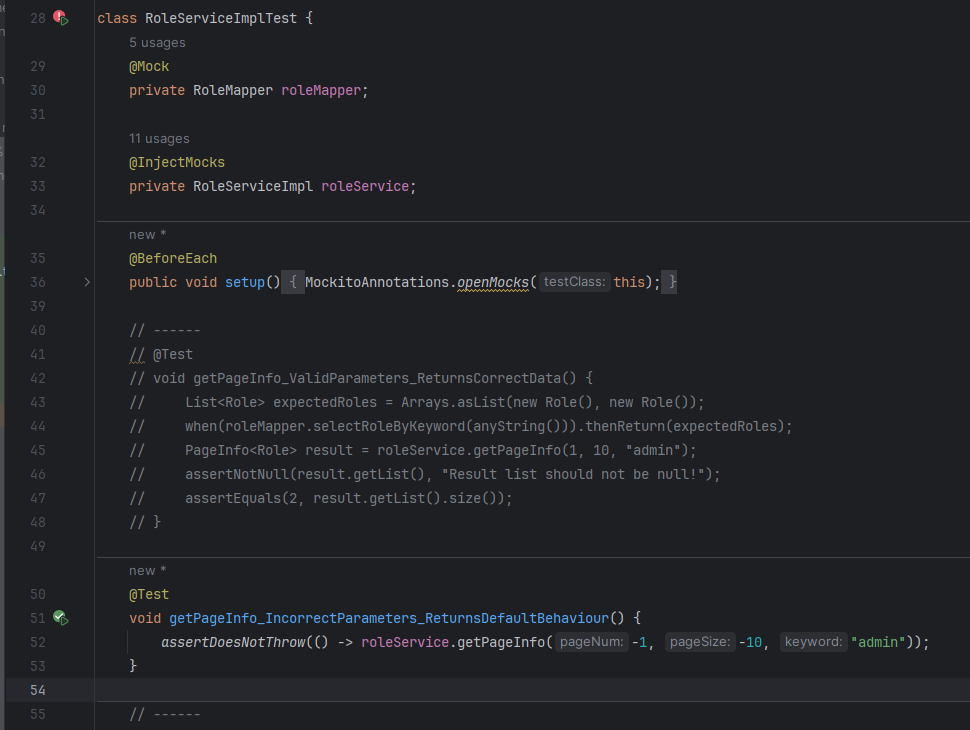 28 class RoleServiceImplTest {
5 usages
29 @Mock
30 private RoleMapper roleMapper;
31
11 usages
32 @InjectMocks
33 private RoleServiceImpl roleService;
34
new *
35 @BeforeEach
36 public void setup() { MockitoAnnotations.openMocks( testClass: this); }
39
40 // ------
41 // @Test
42 // void getPageInfo_ValidParameters_ReturnsCorrectData() {
43 //     List<Role> expectedRoles = Arrays.asList(new Role(), new Role());
44 //     when(roleMapper.selectRoleByKeyword(anyString())).thenReturn(expectedRoles);
45 //     PageInfo<Role> result = roleService.getPageInfo(1, 10, "admin");
46 //     assertNotNull(result.getList(), "Result list should not be null!");
47 //     assertEquals(2, result.getList().size());
48 // }
49
new *
50 @Test
51 void getPageInfo_IncorrectParameters_ReturnsDefaultBehaviour() {
52     assertDoesNotThrow(() -> roleService.getPageInfo( pageNum: -1, pageSize: -10, keyword: "admin"));
53 }
54
55 // ------